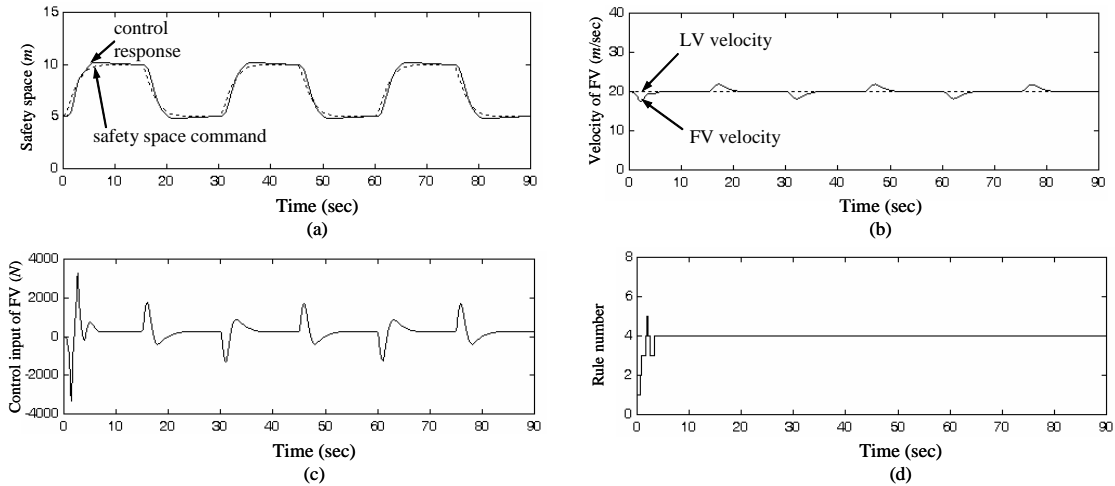 15
10
5
0
Safety space (m)
control
response
safety space command
0 10 20 30 40 50 60 70 80 90
Time (sec)
(a)
40
30
20
10
0
Velocity of FV (m/sec)
LV velocity
FV velocity
0 10 20 30 40 50 60 70 80 90
Time (sec)
(b)
4000
2000
0
-2000
-4000
Control input of FV (N)
0 10 20 30 40 50 60 70 80 90
Time (sec)
(c)
8
6
4
2
0
Rule number
0 10 20 30 40 50 60 70 80 90
Time (sec)
(d)